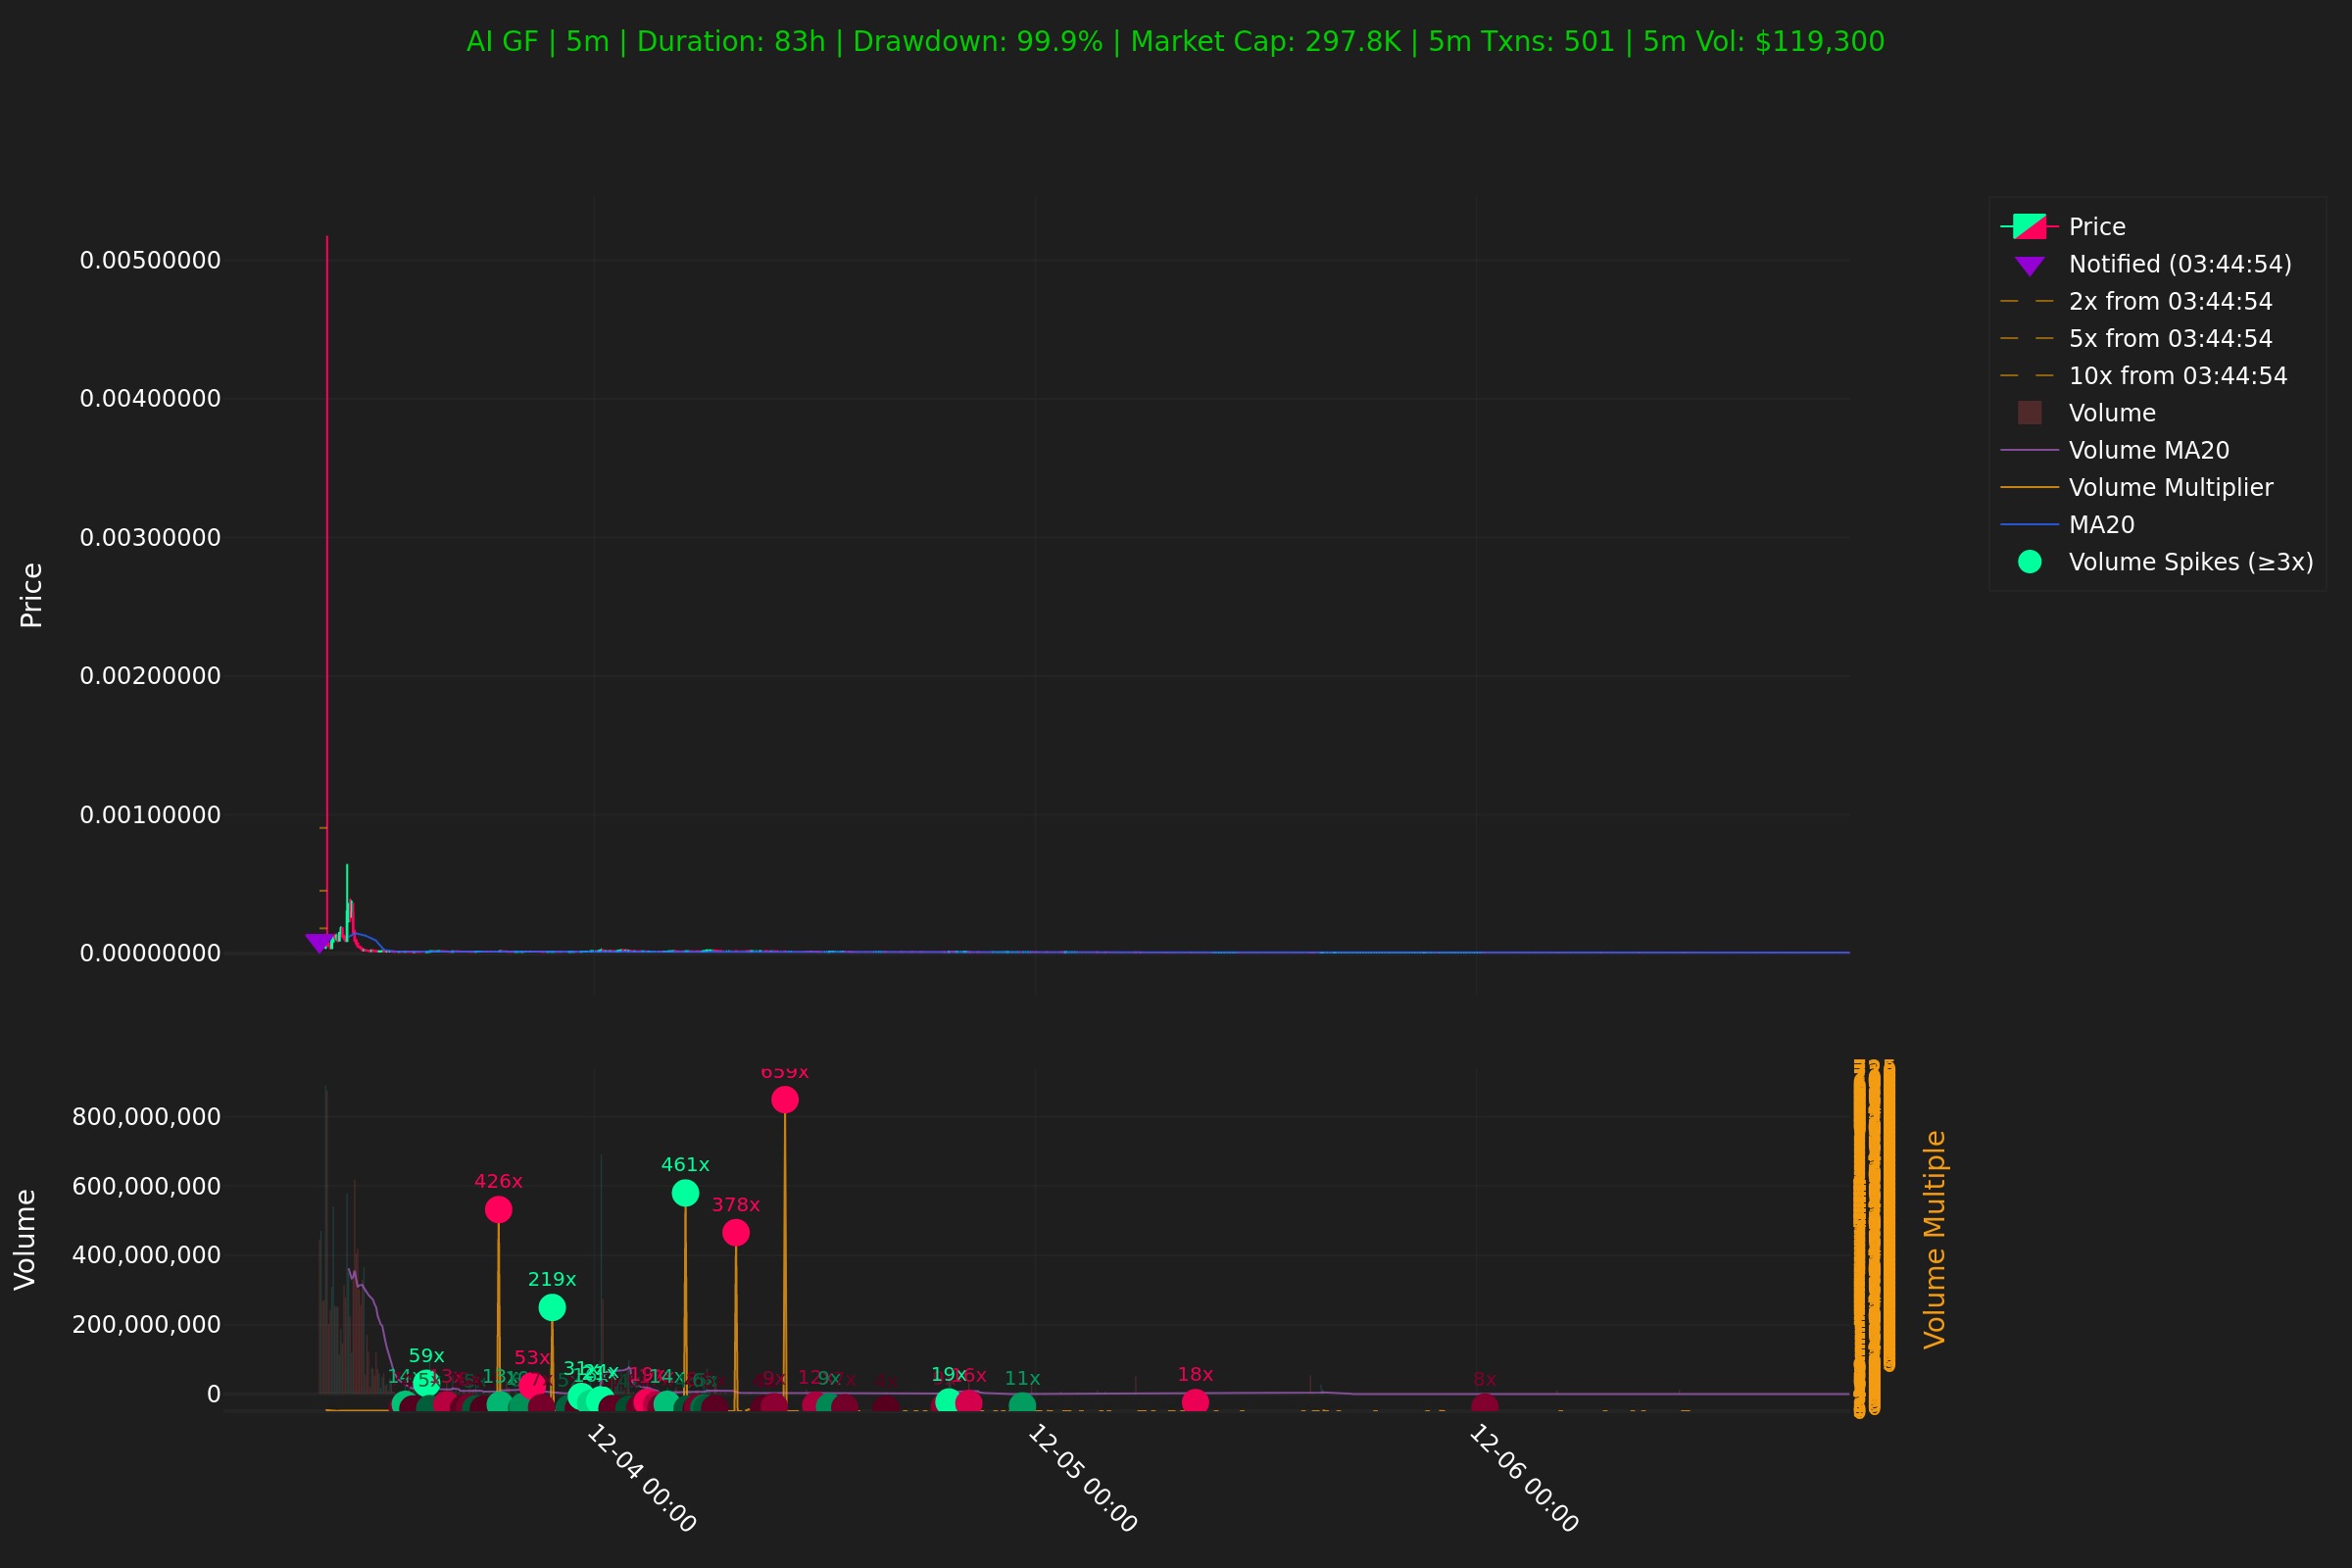 AI GF | 5m | Duration: 83h | Drawdown: 99.9% | Market Cap: 297.8K | 5m Txns: 501 | 5m Vol: $119,300
Price
0.00500000
0.00400000
0.00300000
0.00200000
0.00100000
0.00000000
Price
Notified (03:44:54)
2x from 03:44:54
5x from 03:44:54
10x from 03:44:54
Volume
Volume MA20
Volume Multiplier
MA20
Volume Spikes (≥3x)
Volume
800,000,000
600,000,000
400,000,000
200,000,000
0
659x
461x
426x
378x
219x
59x
53x
14x
9x
9x
19x
11x
18x
8x
Volume Multiple
12-04 00:00
12-05 00:00
12-06 00:00